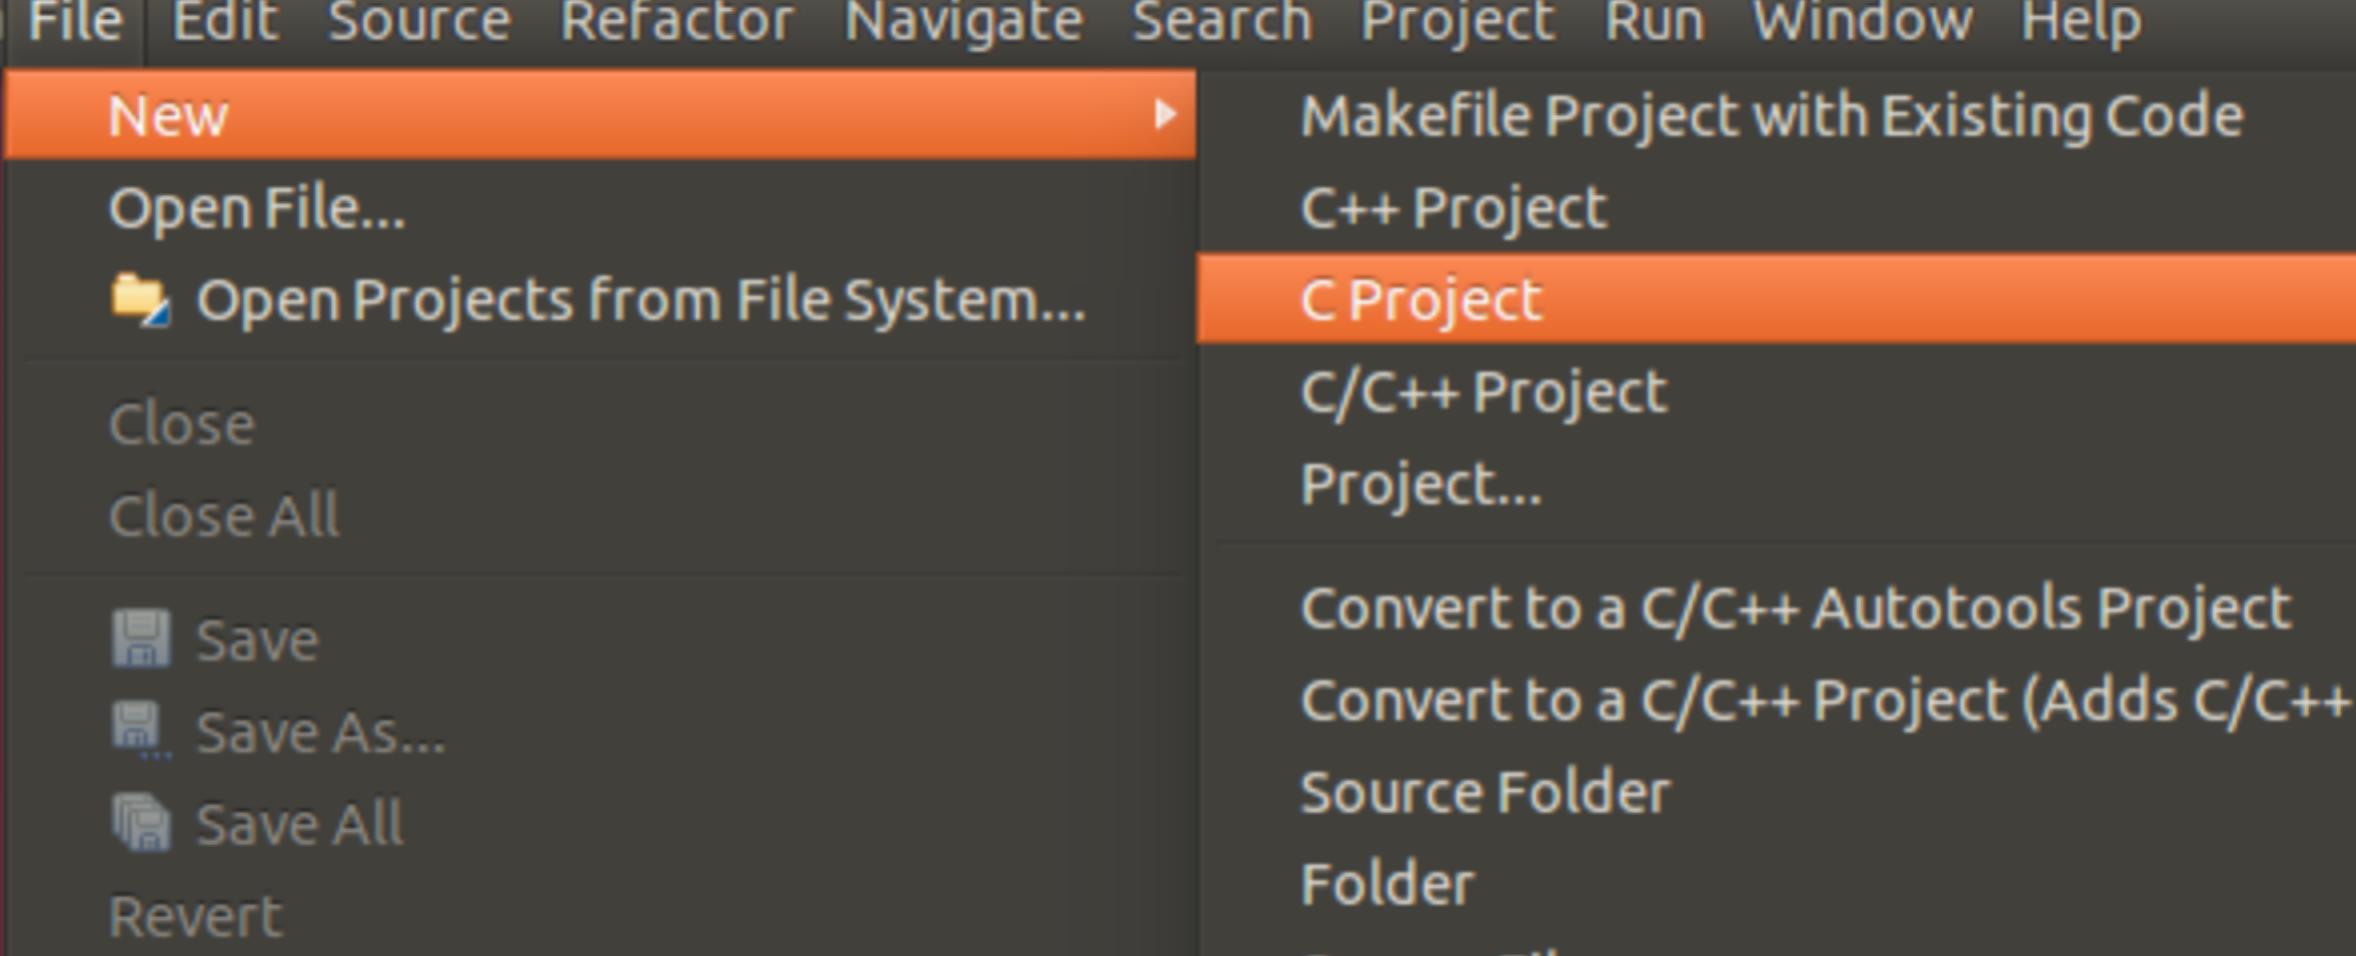 File Edit Source Refactor Navigate Search Project Run Window Help
New
Open File...
Open Projects from File System...
Close
Close All
Save
Save As...
Save All
Revert
Makefile Project with Existing Code
C++ Project
C Project
C/C++ Project
Project...
Convert to a C/C++ Autotools Project
Convert to a C/C++ Project (Adds C/C++
Source Folder
Folder